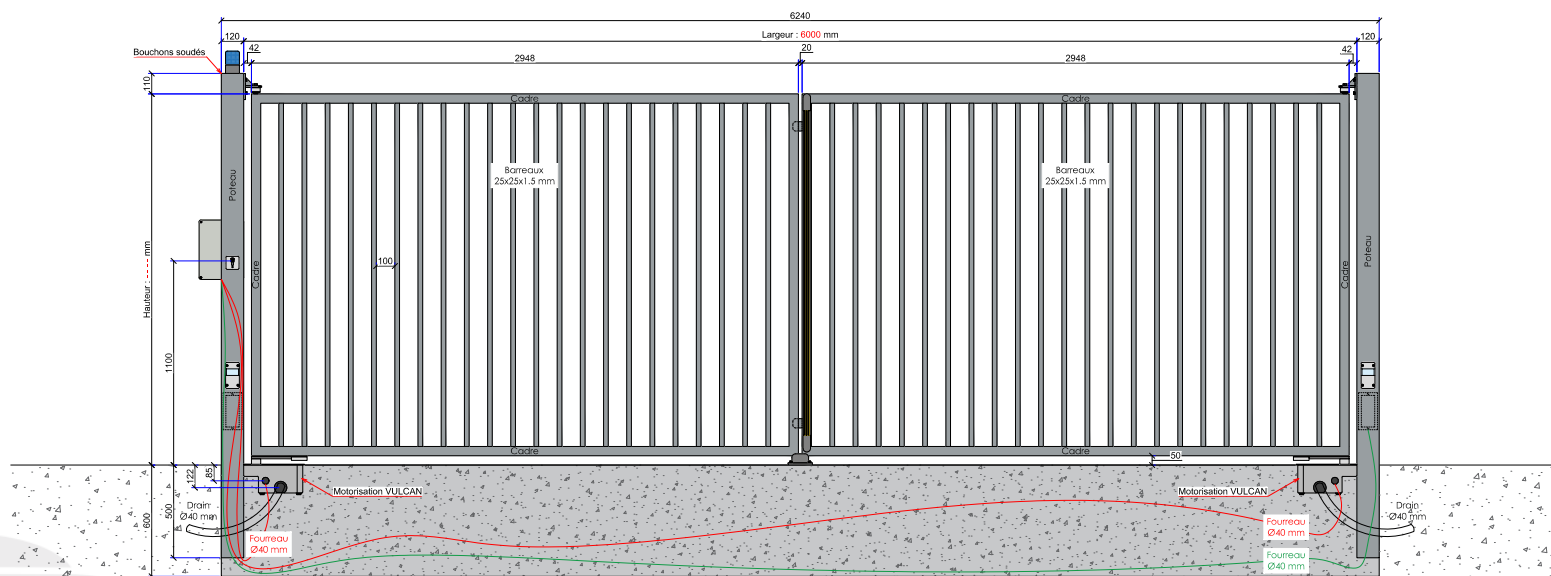 6240
120
Largeur : 6000 mm
120
Bouchons soudés
42
2948
20
2948
42
110
Cadre
Cadre
Poteau
Barreaux
25x25x1.5 mm
Barreaux
25x25x1.5 mm
Poteau
Hauteur : - - - - mm
Cadre
100
Cadre
1100
Cadre
Cadre
50
122
85
Motorisation VULCAN
Motorisation VULCAN
600
500
Drain
Ø40 mm
Drain
Ø40 mm
Fourreau
Ø40 mm
Fourreau
Ø40 mm
Fourreau
Ø40 mm